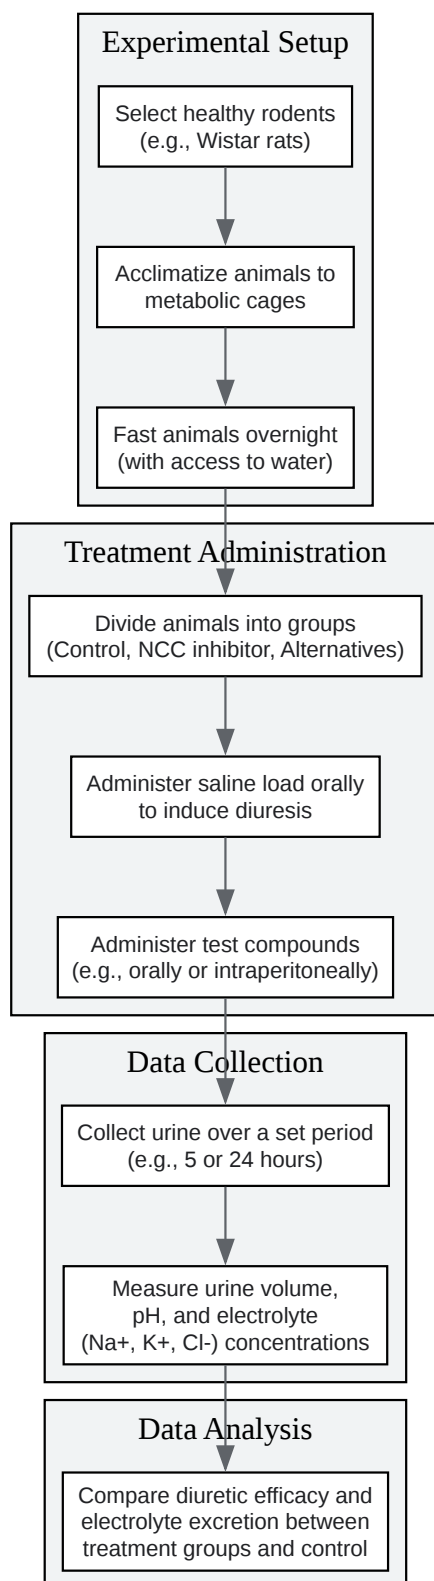 Experimental Setup
Select healthy rodents
(e.g., Wistar rats)
Acclimatize animals to
metabolic cages
Fast animals overnight
(with access to water)
Treatment Administration
Divide animals into groups
(Control, NCC inhibitor, Alternatives)
Administer saline load orally
to induce diuresis
Administer test compounds
(e.g., orally or intraperitoneally)
Data Collection
Collect urine over a set period
(e.g., 5 or 24 hours)
Measure urine volume,
pH, and electrolyte
(Na+, K+, Cl-) concentrations
Data Analysis
Compare diuretic efficacy and
electrolyte excretion between
treatment groups and control